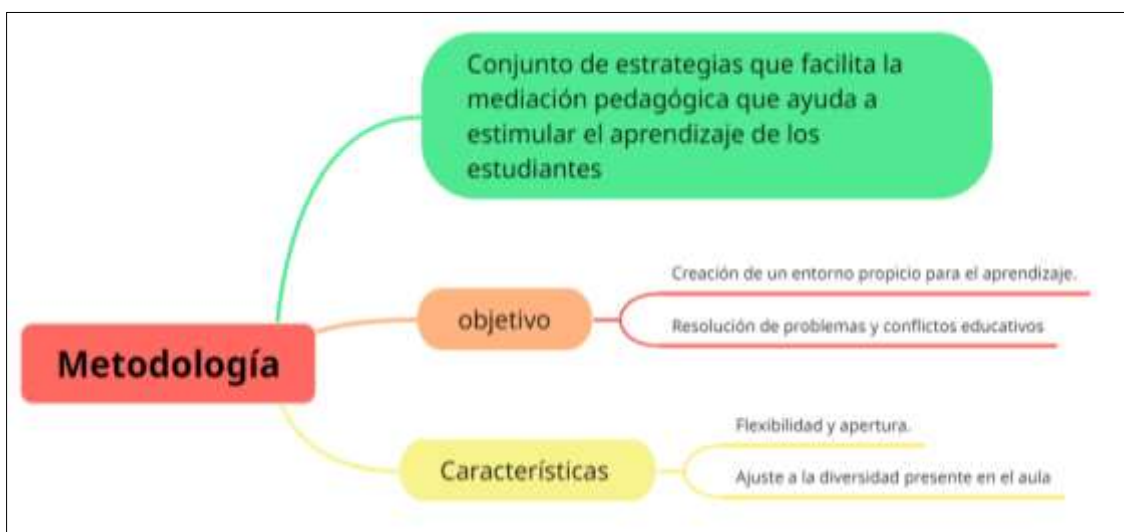 Conjunto de estrategias que facilita la
mediación pedagógica que ayuda a
estimular el aprendizaje de los
estudiantes
Creación de un entorno propicio para el aprendizaje.
objetivo
Resolución de problemas y conflictos educativos
Metodología
Flexibilidad y apertura.
Características
Ajuste a la diversidad presente en el aula